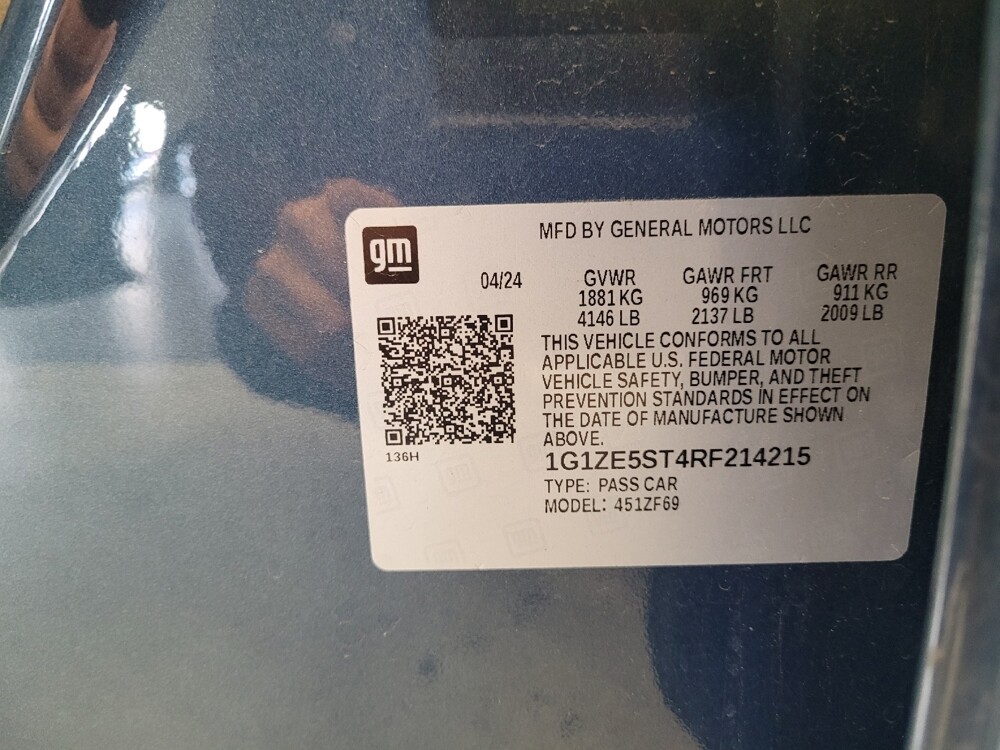 gm
MFD BY GENERAL MOTORS LLC
04/24
GVWR GAWR FRT GAWR RR
1881 KG 969 KG 911 KG
4146 LB 2137 LB 2009 LB
THIS VEHICLE CONFORMS TO ALL
APPLICABLE U.S. FEDERAL MOTOR
VEHICLE SAFETY, BUMPER, AND THEFT
PREVENTION STANDARDS IN EFFECT ON
THE DATE OF MANUFACTURE SHOWN
ABOVE.
136H
1G1ZE5ST4RF214215
TYPE: PASS CAR
MODEL: 451ZF69